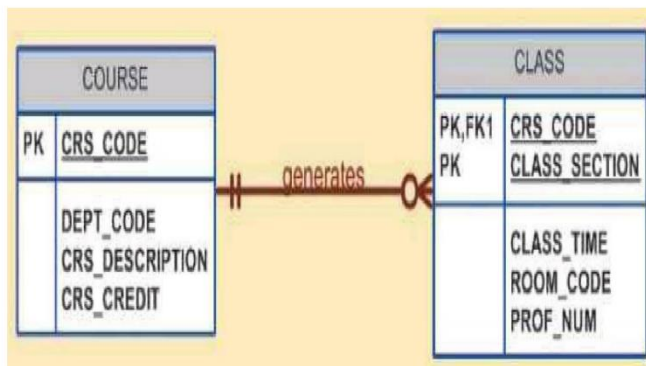 COURSE
PK CRS_CODE
DEPT_CODE
CRS_DESCRIPTION
CRS_CREDIT
generates
CLASS
PK,FK1 CRS_CODE
PK CLASS_SECTION
CLASS_TIME
ROOM_CODE
PROF_NUM